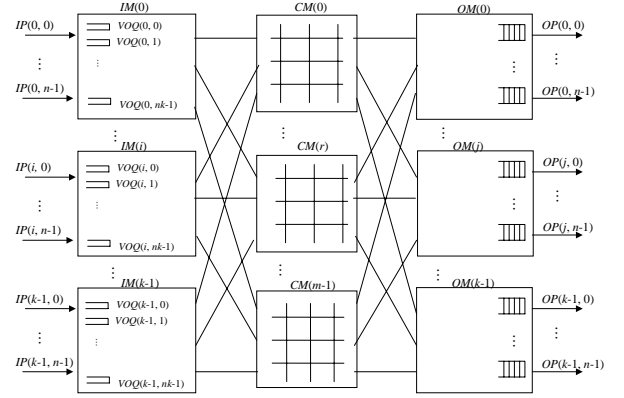 IM(0) CM(0) OM(0)
IP(0, 0) VOQ(0, 0) OP(0, 0)
VOQ(0, 1)
IP(0, n-1) VOQ(0, nk-1) OP(0, n-1)
IM(i) CM(r) OM(j)
IP(i, 0) VOQ(i, 0) OP(j, 0)
VOQ(i, 1)
IP(i, n-1) VOQ(i, nk-1) OP(j, n-1)
IM(k-1) CM(m-1) OM(k-1)
IP(k-1, 0) VOQ(k-1, 0) OP(k-1, 0)
VOQ(k-1, 1)
IP(k-1, n-1) VOQ(k-1, nk-1) OP(k-1, n-1)